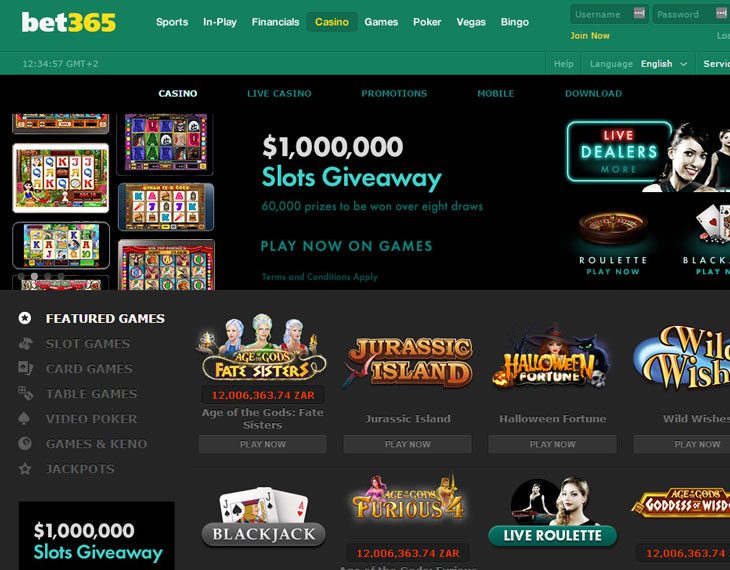 bet365
Sports In-Play Financials Casino Games Poker Vegas Bingo
Username Password
Join Now
12:34:57 GMT+2
Help Language English
CASINO LIVE CASINO PROMOTIONS MOBILE DOWNLOAD
$1,000,000
Slots Giveaway
60,000 prizes to be won over eight draws
PLAY NOW ON GAMES
Terms and Conditions Apply
LIVE
DEALERS
MORE
ROULETTE
PLAY NOW
PLAY
FEATURED GAMES
SLOT GAMES
CARD GAMES
TABLE GAMES
VIDEO POKER
GAMES & KENO
JACKPOTS
$1,000,000
Slots Giveaway
AGE OF THE GODS
FATE SISTERS
12,006,363.74 ZAR
Age of the Gods: Fate
Sisters
PLAY NOW
JURASSIC
ISLAND
Jurassic Island
PLAY NOW
HALLOWEEN
FORTUNE
Halloween Fortune
PLAY NOW
Wild
Wild Wishes
PLAY NOW
BLACKJACK
AGE OF THE GODS
FURIOUS 4
12,006,363.74 ZAR
Age of the Gods: Furious
LIVE ROULETTE
AGE OF THE GODS
GODDESS OF
12,006,363.74